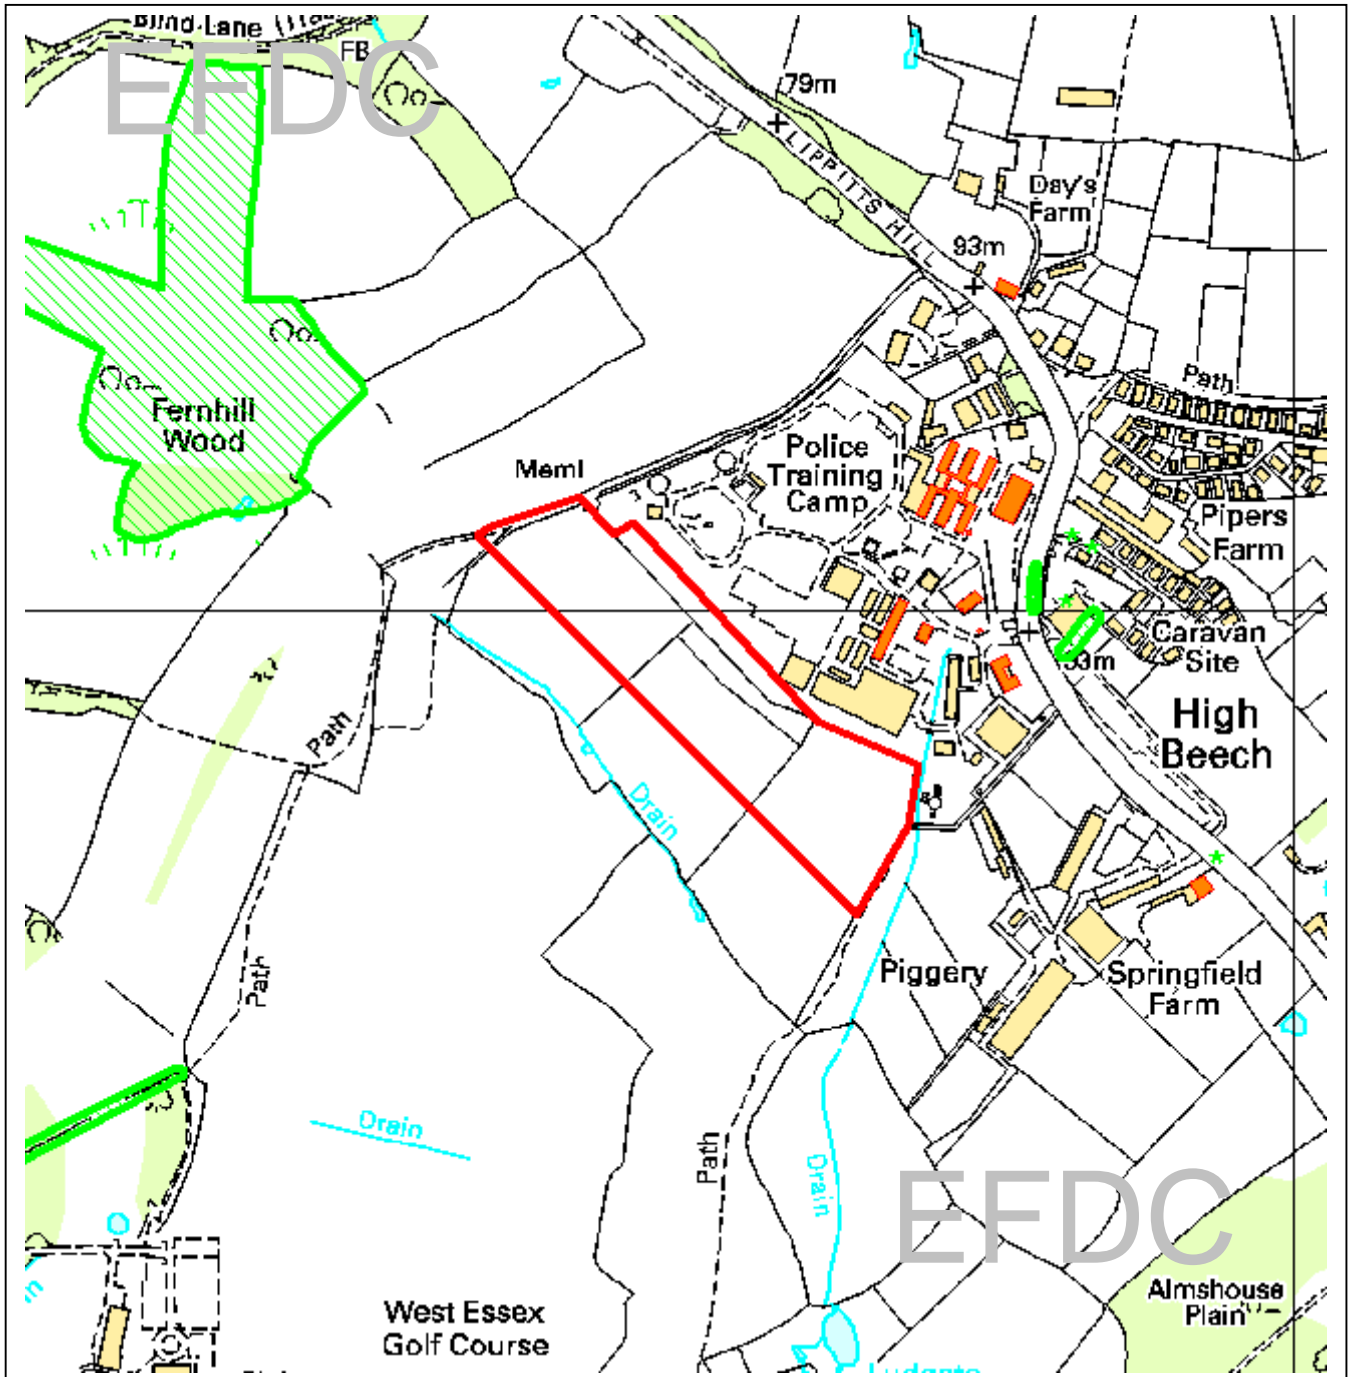 Blind Lane
EFDC
FB
79m
LIPPITTS HILL
Day's
Farm
93m
Path
Fernhill
Wood
Police
Training
Camp
Meml
Pipers
Farm
Caravan
Site
93m
High
Beech
Path
Drain
Path
Piggery
Springfield
Farm
Drain
Path
Drain
EFDC
Almshouse
Plain
West Essex
Golf Course